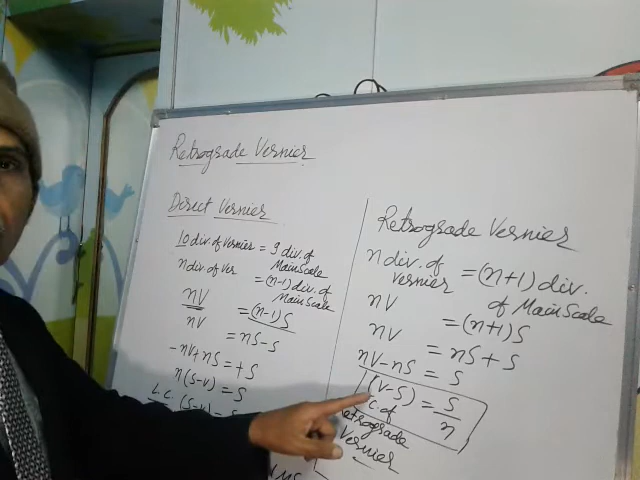 Retrograde Vernier
Direct Vernier
10 div. of Vernier = 9 div. of
Main Scale
n div. of Ver = (n-1) div. of
Main Scale
nV = (n-1)S
nV = nS-S
-nV+nS = +S
n(S-V) = S
L.C. (S-V) = S
Retrograde Vernier
n div. of
Vernier = (n+1) div.
of Main Scale
nV = (n+1)S
nV = nS+S
nV-nS = S
(V-S) = S/n
C of
Retrograde
Vernier